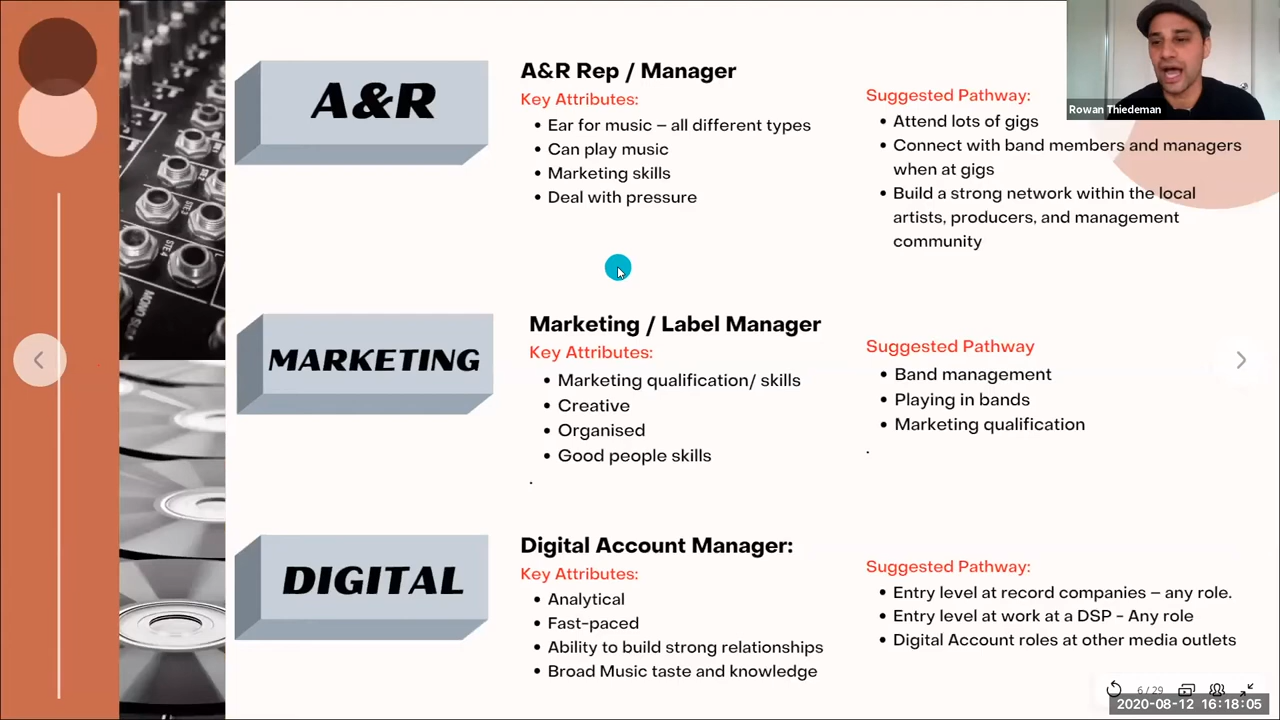 A&R
A&R Rep / Manager
Key Attributes:
• Ear for music – all different types
• Can play music
• Marketing skills
• Deal with pressure
Suggested Pathway:
• Attend lots of gigs
• Connect with band members and managers
when at gigs
• Build a strong network within the local
artists, producers, and management
community
Rowan Thiedeman
MARKETING
Marketing / Label Manager
Key Attributes:
• Marketing qualification/ skills
• Creative
• Organised
• Good people skills
.
Suggested Pathway
• Band management
• Playing in bands
• Marketing qualification
.
DIGITAL
Digital Account Manager:
Key Attributes:
• Analytical
• Fast-paced
• Ability to build strong relationships
• Broad Music taste and knowledge
Suggested Pathway:
• Entry level at record companies – any role.
• Entry level at work at a DSP - Any role
• Digital Account roles at other media outlets
6 / 29
2020-08-12 16:18:05
STE 3
STE 4
L